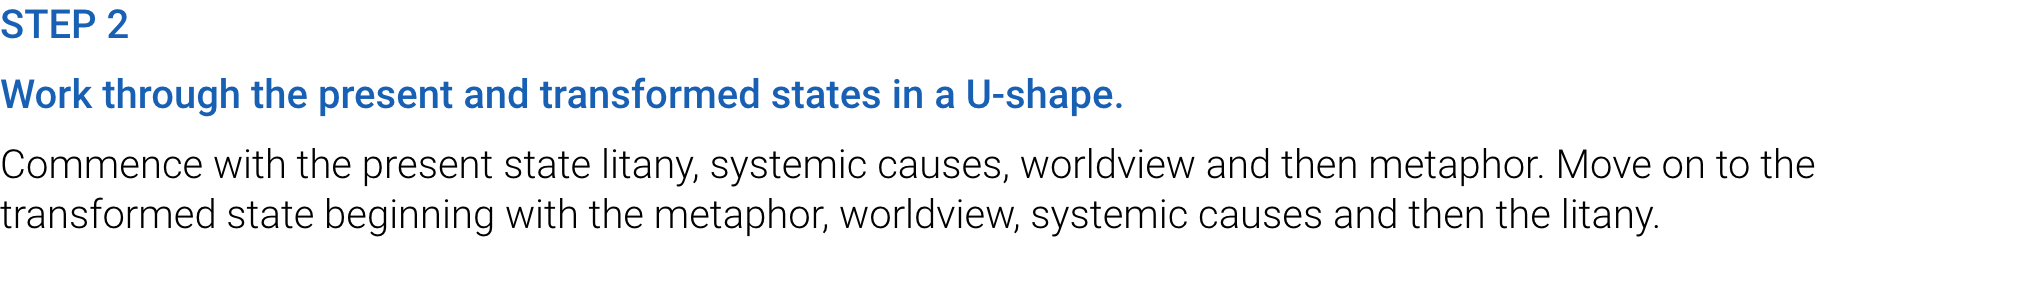 STEP 2
Work through the present and transformed states in a U-shape.
Commence with the present state litany, systemic causes, worldview and then metaphor. Move on to the
transformed state beginning with the metaphor, worldview, systemic causes and then the litany.